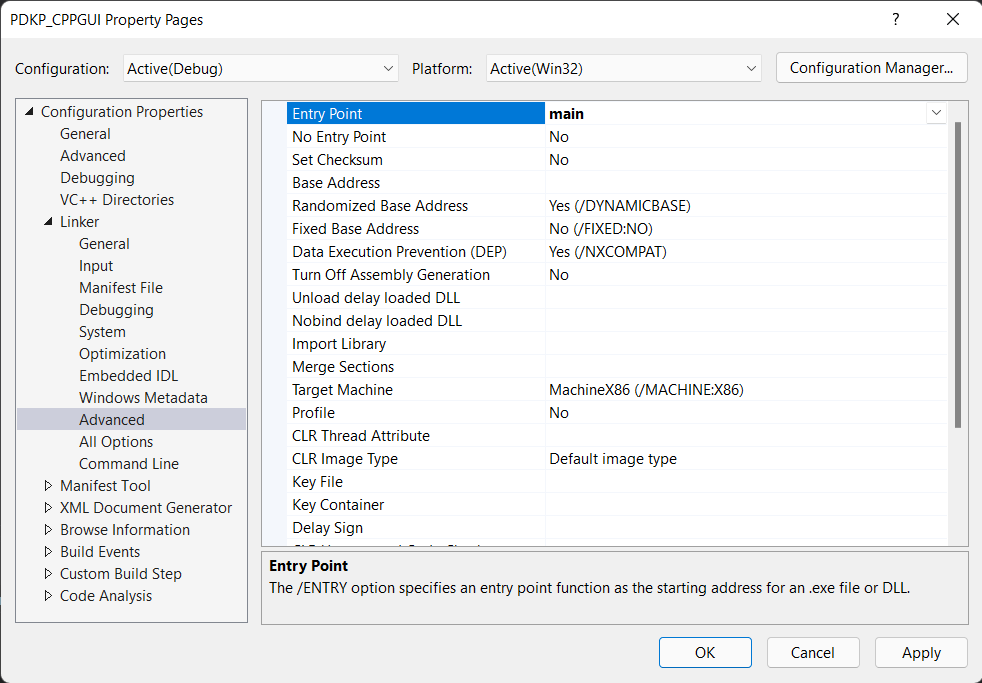 PDKP_CPPGUI Property Pages
?
Configuration: Active(Debug) Platform: Active(Win32) Configuration Manager...
Configuration Properties
General
Advanced
Debugging
VC++ Directories
Linker
General
Input
Manifest File
Debugging
System
Optimization
Embedded IDL
Windows Metadata
Advanced
All Options
Command Line
Manifest Tool
XML Document Generator
Browse Information
Build Events
Custom Build Step
Code Analysis
Entry Point main
No Entry Point No
Set Checksum No
Base Address
Randomized Base Address Yes (/DYNAMICBASE)
Fixed Base Address No (/FIXED:NO)
Data Execution Prevention (DEP) Yes (/NXCOMPAT)
Turn Off Assembly Generation No
Unload delay loaded DLL
Nobind delay loaded DLL
Import Library
Merge Sections
Target Machine MachineX86 (/MACHINE:X86)
Profile No
CLR Thread Attribute
CLR Image Type Default image type
Key File
Key Container
Delay Sign
Entry Point
The /ENTRY option specifies an entry point function as the starting address for an .exe file or DLL.
OK Cancel Apply